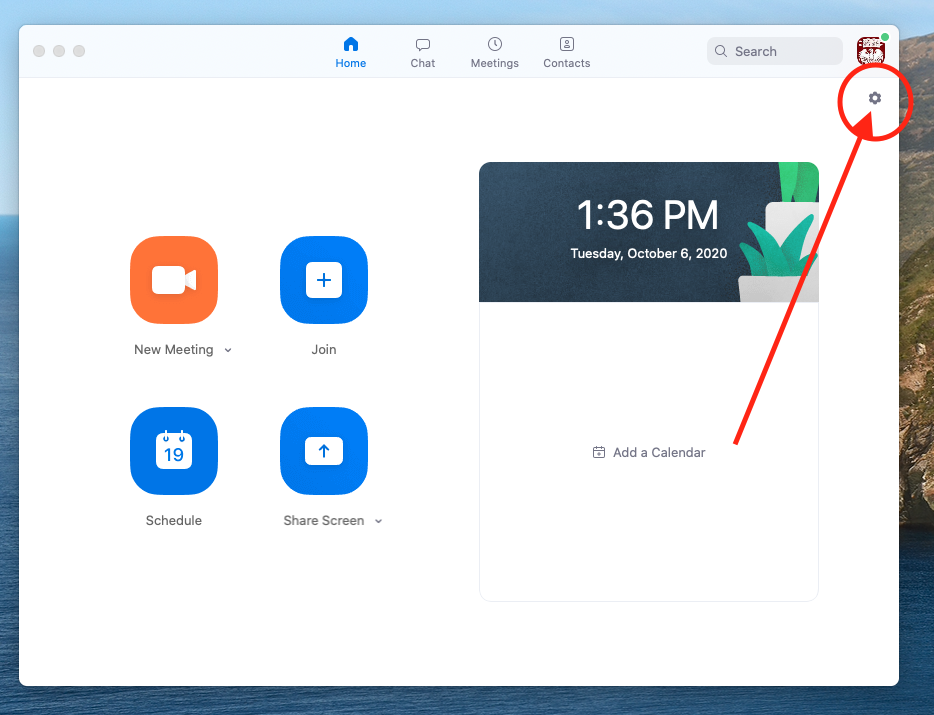 Home
Chat
Meetings
Contacts
Search
1:36 PM
Tuesday, October 6, 2020
New Meeting
Join
19
Schedule
Share Screen
Add a Calendar